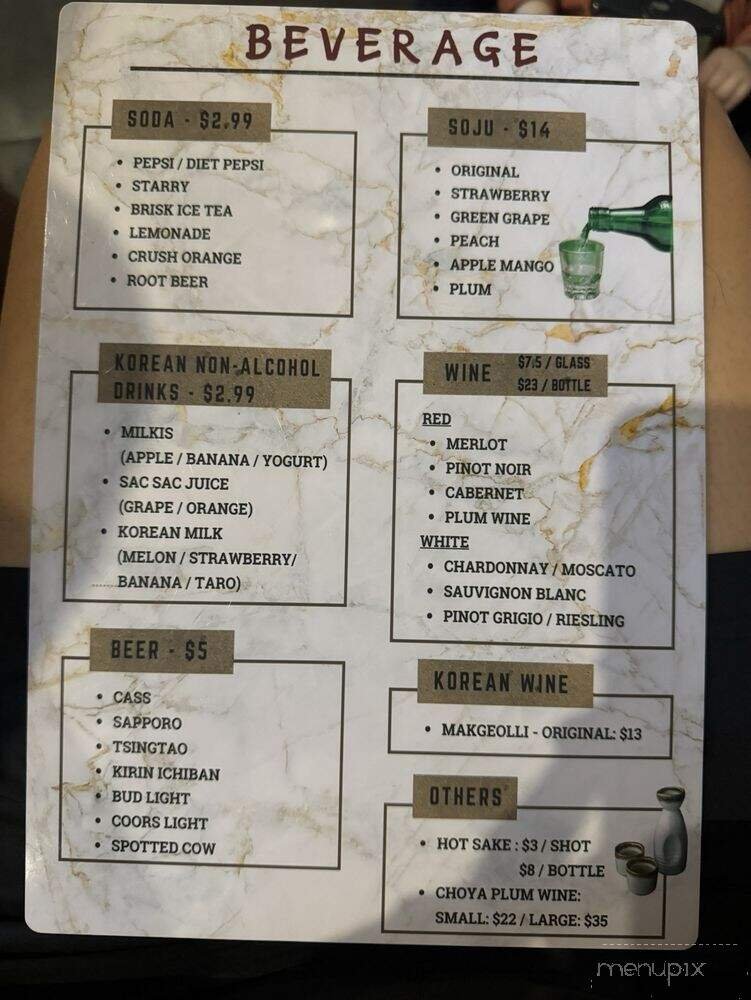 BEVERAGE
SODA - $2.99
• PEPSI / DIET PEPSI
• STARRY
• BRISK ICE TEA
• LEMONADE
• CRUSH ORANGE
• ROOT BEER
KOREAN NON-ALCOHOL
DRINKS - $2.99
• MILKIS
(APPLE / BANANA / YOGURT)
• SAC SAC JUICE
(GRAPE / ORANGE)
• KOREAN MILK
(MELON / STRAWBERRY/
BANANA / TARO)
BEER - $5
• CASS
• SAPPORO
• TSINGTAO
• KIRIN ICHIBAN
• BUD LIGHT
• COORS LIGHT
• SPOTTED COW
SOJU - $14
• ORIGINAL
• STRAWBERRY
• GREEN GRAPE
• PEACH
• APPLE MANGO
• PLUM
WINE
$7.5 / GLASS
$23 / BOTTLE
RED
• MERLOT
• PINOT NOIR
• CABERNET
• PLUM WINE
WHITE
• CHARDONNAY / MOSCATO
• SAUVIGNON BLANC
• PINOT GRIGIO / RIESLING
KOREAN WINE
• MAKGEOLLI - ORIGINAL: $13
OTHERS
• HOT SAKE : $3 / SHOT
$8 / BOTTLE
• CHOYA PLUM WINE:
SMALL: $22 / LARGE: $35
menupix